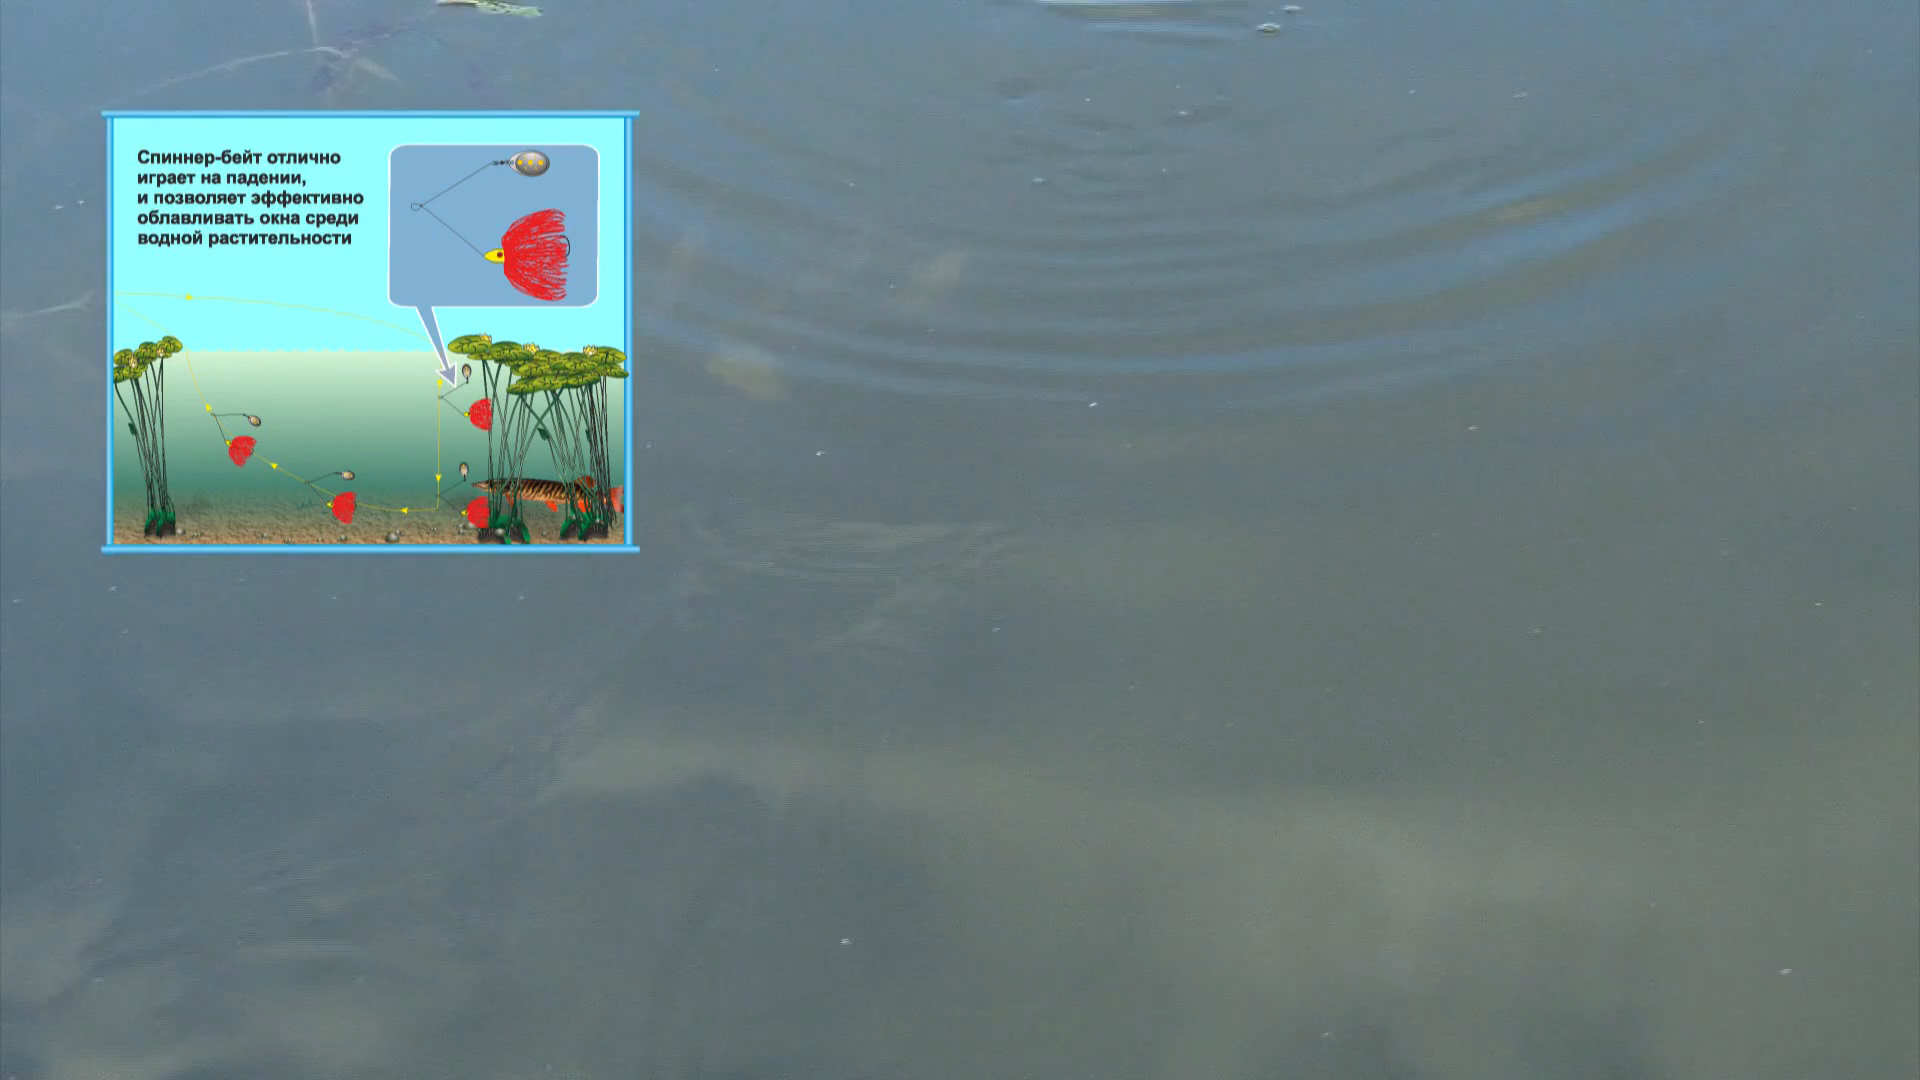 Спиннер-бейт отлично
играет на падении,
и позволяет эффективно
облавливать окна среди
водной растительности